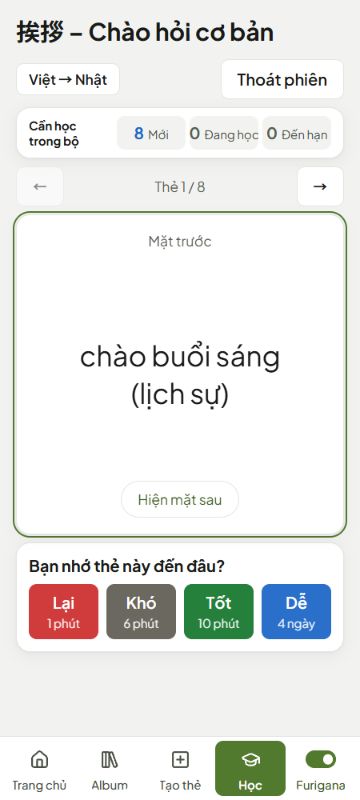 挨拶 – Chào hỏi cơ bản
Việt → Nhật
Thoát phiên
Cần học
trong bộ
8 Mới
0 Đang học
0 Đến hạn
←
Thẻ 1 / 8
→
Mặt trước
chào buổi sáng
(lịch sự)
Hiện mặt sau
Bạn nhớ thẻ này đến đâu?
Lại
1 phút
Khó
6 phút
Tốt
10 phút
Dễ
4 ngày
Trang chủ
Album
Tạo thẻ
Học
Furigana